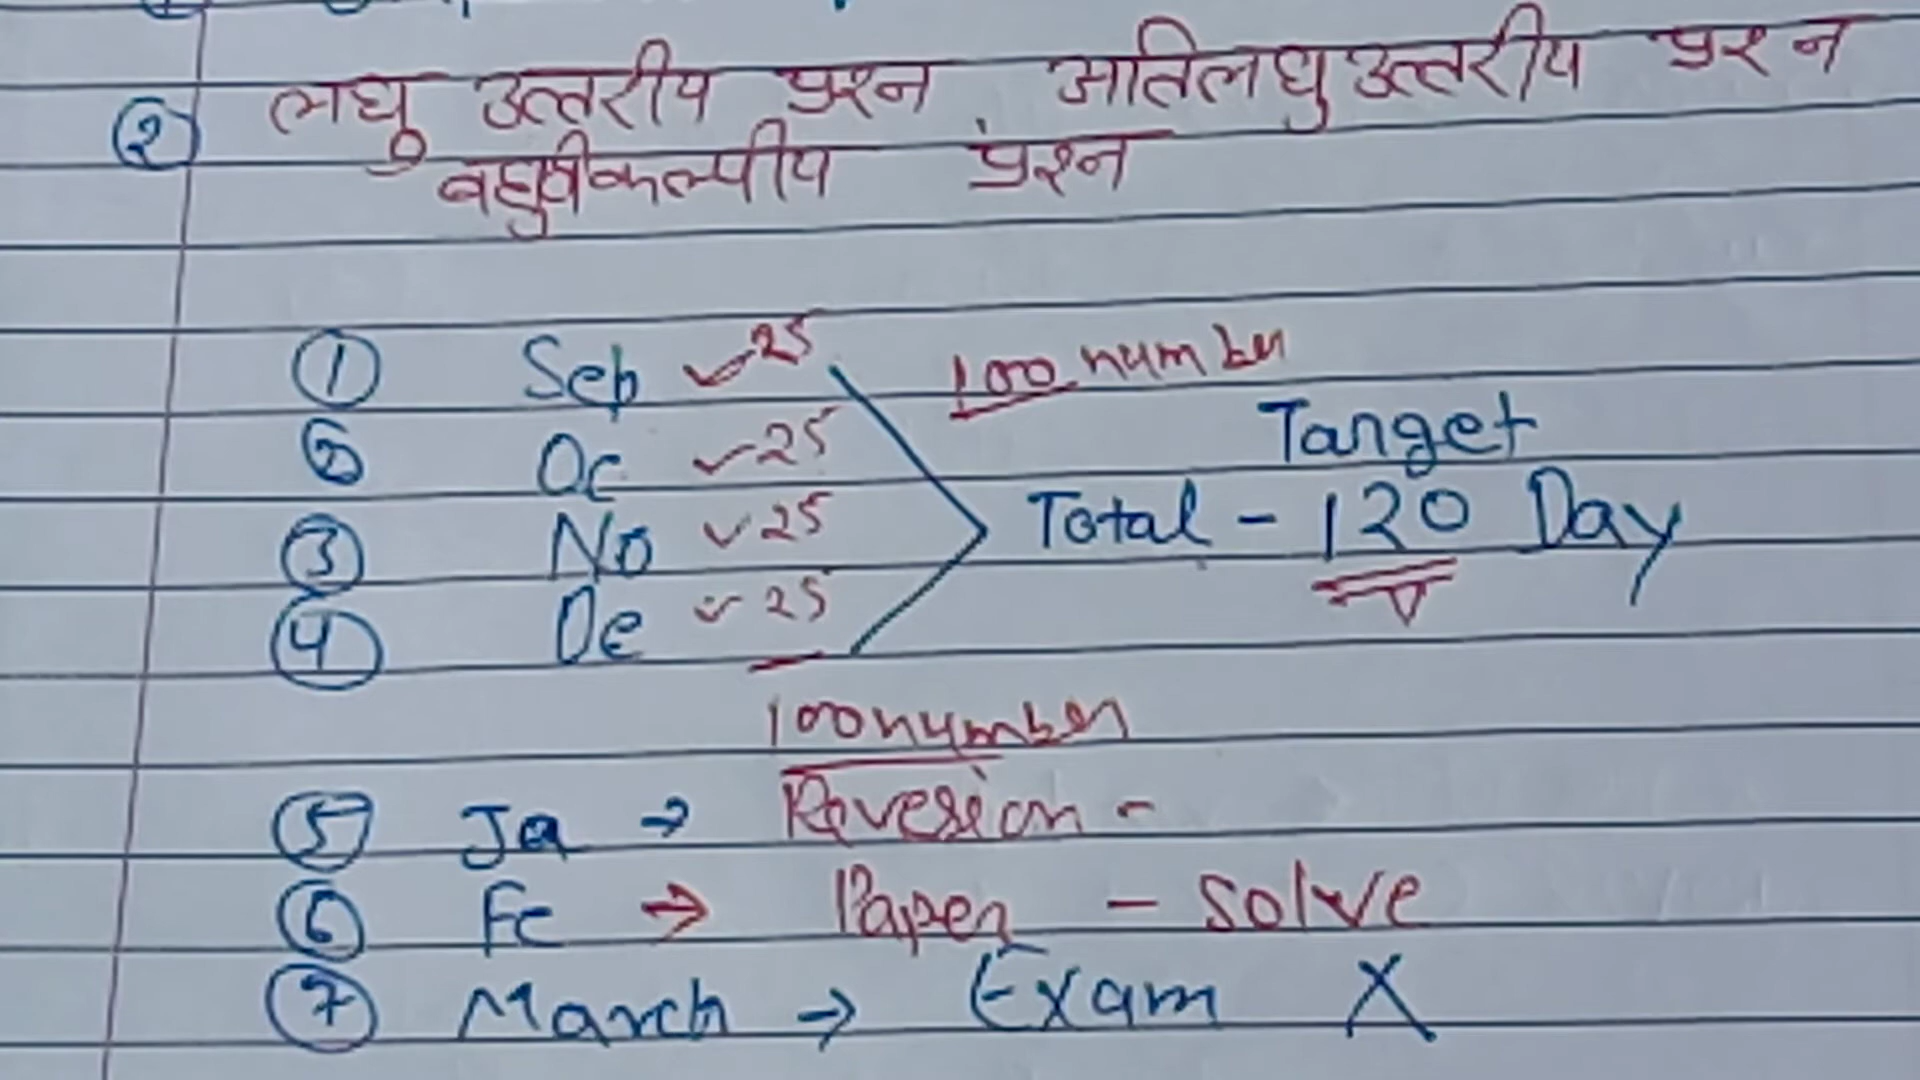 ② लघु उत्तरीय प्रश्न अतिलघु उत्तरीय प्रश्न
बहुवीकल्पीय प्रंश्न
① Sep ✓25 100 number
② Oc ✓25 Target
③ No ✓25 Total - 120 Day
④ De ✓25
100 number
⑤ Ja → Revesion -
⑥ Fe → Paper - Solve
⑦ March → Exam X